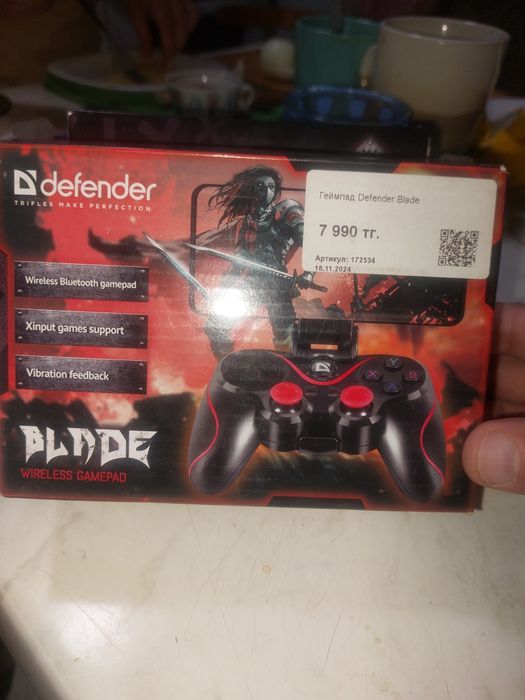 defender
TRIFLES MAKE PERFECTION
Геймпад Defender Blade
7 990 тг.
Артикул: 172534
16.11.2024
Wireless Bluetooth gamepad
Xinput games support
Vibration feedback
BLADE
WIRELESS GAMEPAD
Y
X
B
A